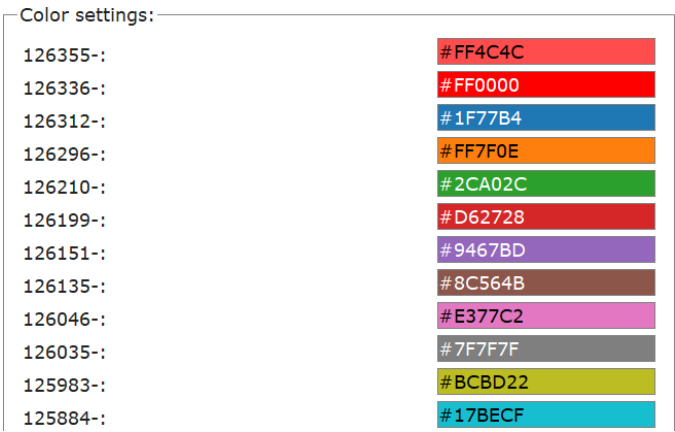 Color settings:
126355-: #FF4C4C
126336-: #FF0000
126312-: #1F77B4
126296-: #FF7F0E
126210-: #2CA02C
126199-: #D62728
126151-: #9467BD
126135-: #8C564B
126046-: #E377C2
126035-: #7F7F7F
125983-: #BCBD22
125884-: #17BECF